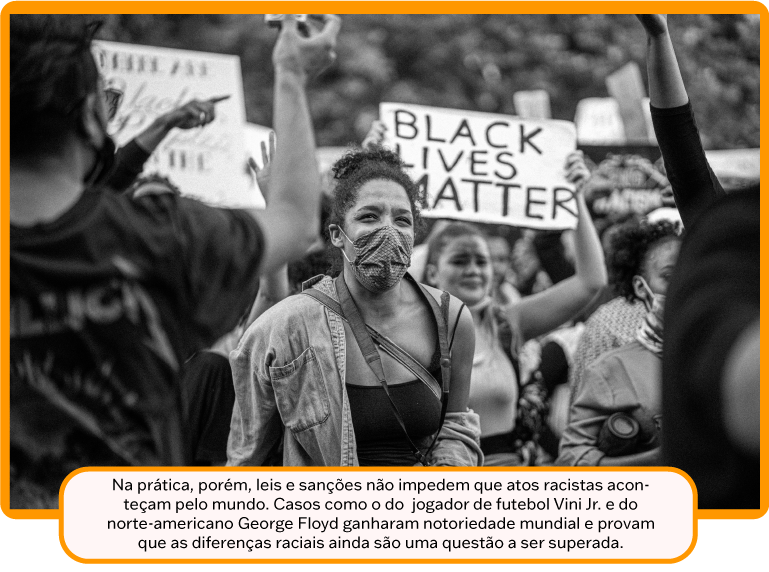 BLACK
LIVES
MATTER
Na prática, porém, leis e sanções não impedem que atos racistas acon-
teçam pelo mundo. Casos como o do jogador de futebol Vini Jr. e do
norte-americano George Floyd ganharam notoriedade mundial e provam
que as diferenças raciais ainda são uma questão a ser superada.